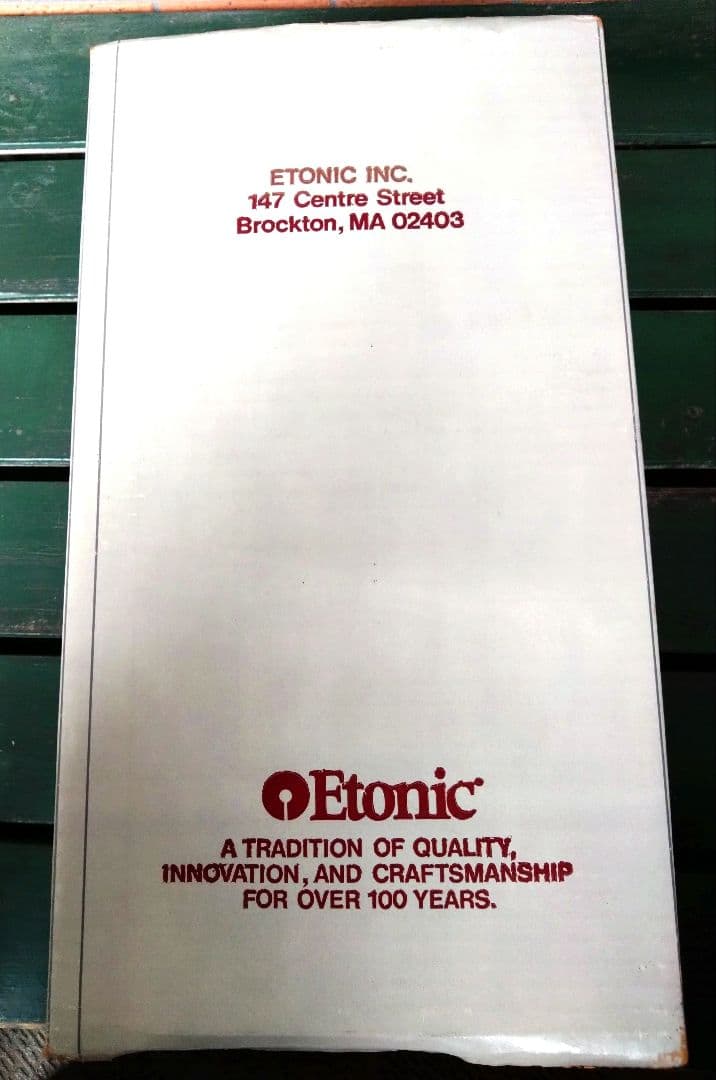 ETONIC INC.
147 Centre Street
Brockton, MA 02403
Etonic
A TRADITION OF QUALITY,
INNOVATION, AND CRAFTSMANSHIP
FOR OVER 100 YEARS.